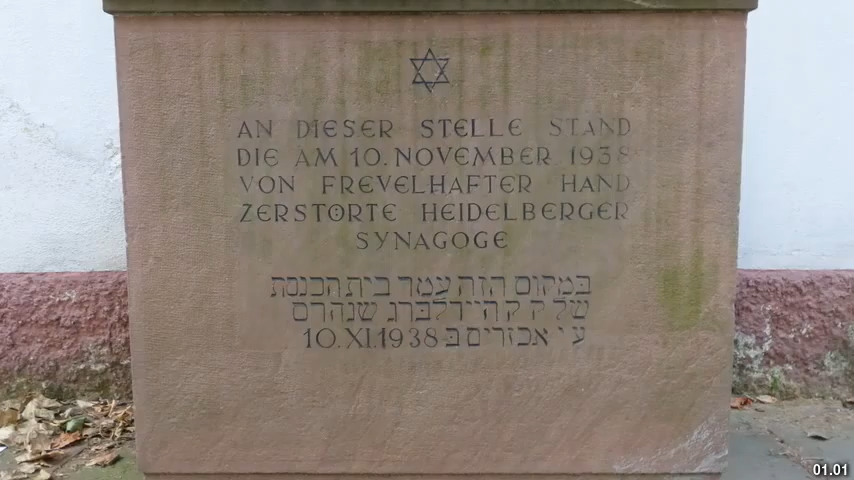 AN DIESER STELLE STAND
DIE AM 10. NOVEMBER 1938
VON FREVELHAFTER HAND
ZERSTÖRTE HEIDELBERGER
SYNAGOGE
במקום הזה עמד בית הכנסת
של ק ק היידלברג שנהרס
ע י אכזרים ב 10.XI.1938
01.01